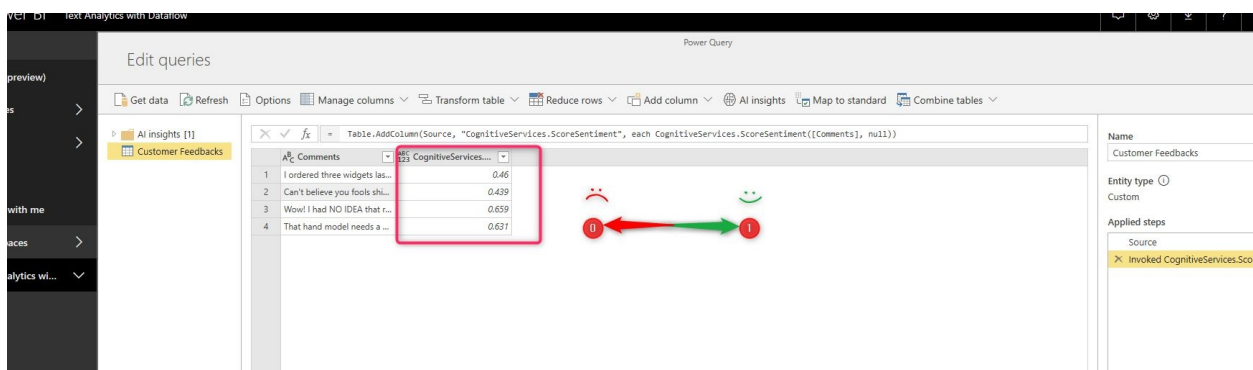 Text Analytics with Dataflow
?
Power Query
Edit queries
preview)
Get data Refresh Options Manage columns Transform table Reduce rows Add column AI insights Map to standard Combine tables
AI insights [1]
Customer Feedbacks
fx = Table.AddColumn(Source, "CognitiveServices.ScoreSentiment", each CognitiveServices.ScoreSentiment([Comments], null))
ABC Comments ABC 123 CognitiveServices....
1 I ordered three widgets las... 0.46
2 Can't believe you fools shi... 0.439
3 Wow! I had NO IDEA that r... 0.659
4 That hand model needs a ... 0.631
0 1
Name
Customer Feedbacks
Entity type
Custom
Applied steps
Source
Invoked CognitiveServices.Sco
with me
aces
alytics wi...